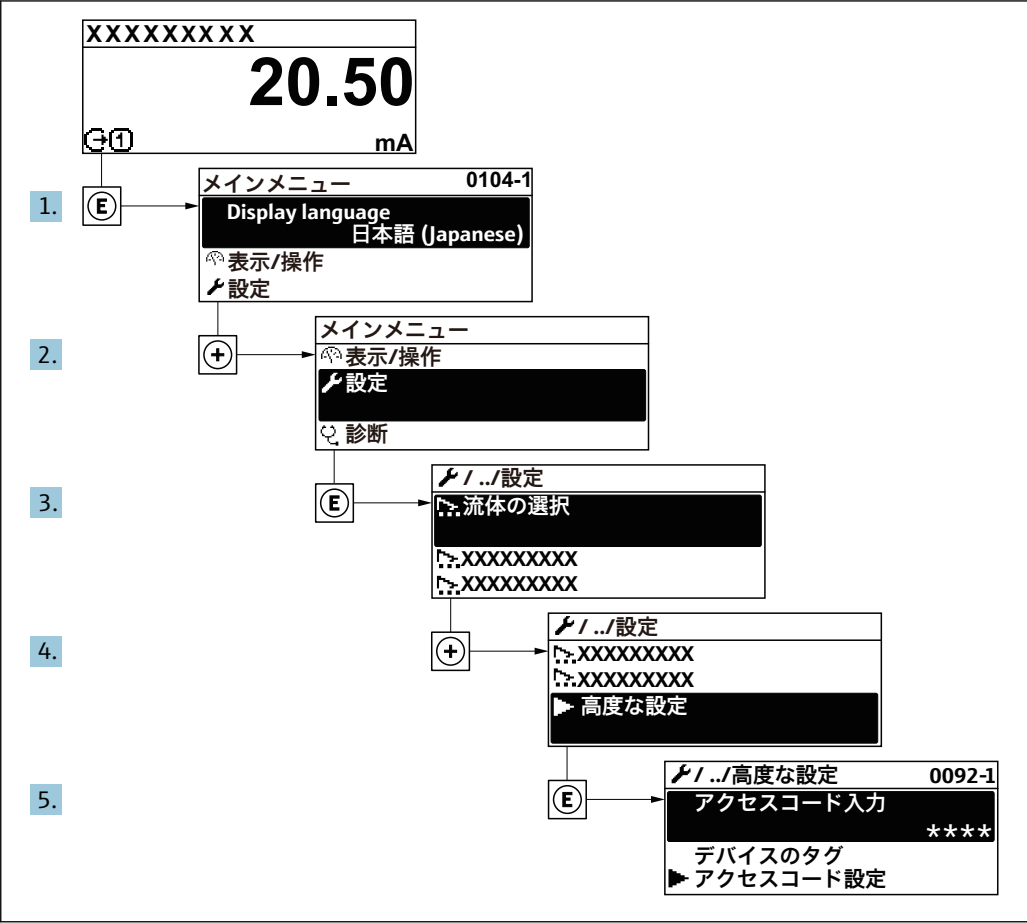 XXXXXXXXX
20.50
1 mA
メインメニュー 0104-1
1. E Display language
日本語 (Japanese)
表示/操作
設定
メインメニュー
2. + 表示/操作
設定
診断
/ ../設定
3. E 流体の選択
XXXXXXXXX
XXXXXXXXX
/ ../設定
4. + XXXXXXXXX
XXXXXXXXX
高度な設定
/ ../高度な設定 0092-1
5. E アクセスコード入力
****
デバイスのタグ
アクセスコード設定